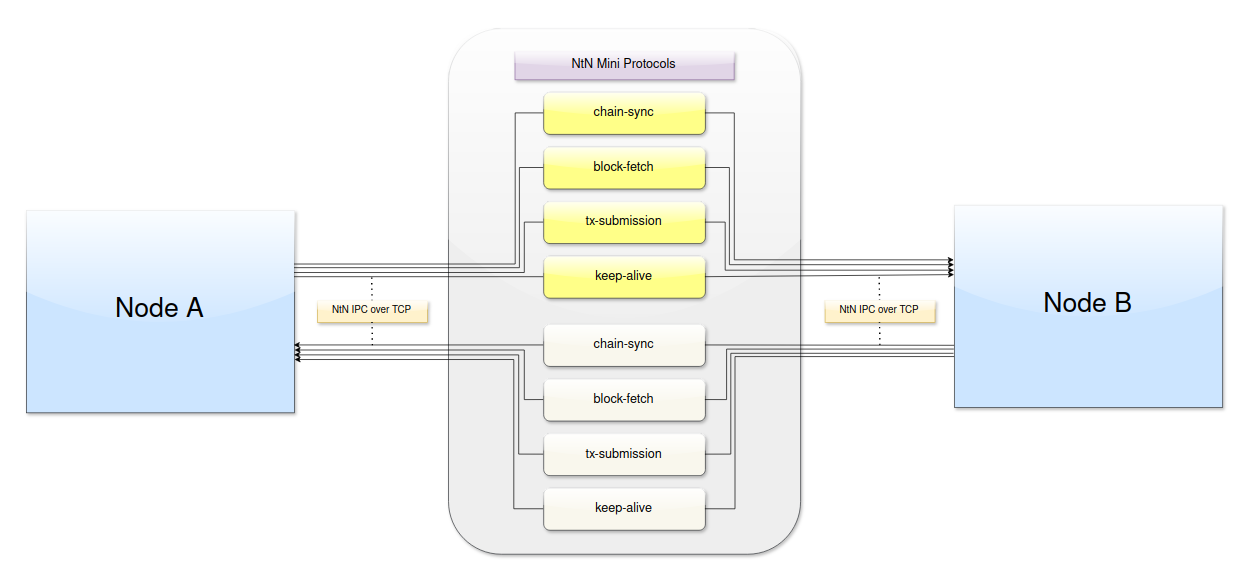 NtN Mini Protocols
chain-sync
block-fetch
tx-submission
keep-alive
Node A
NtN IPC over TCP
NtN IPC over TCP
Node B
chain-sync
block-fetch
tx-submission
keep-alive